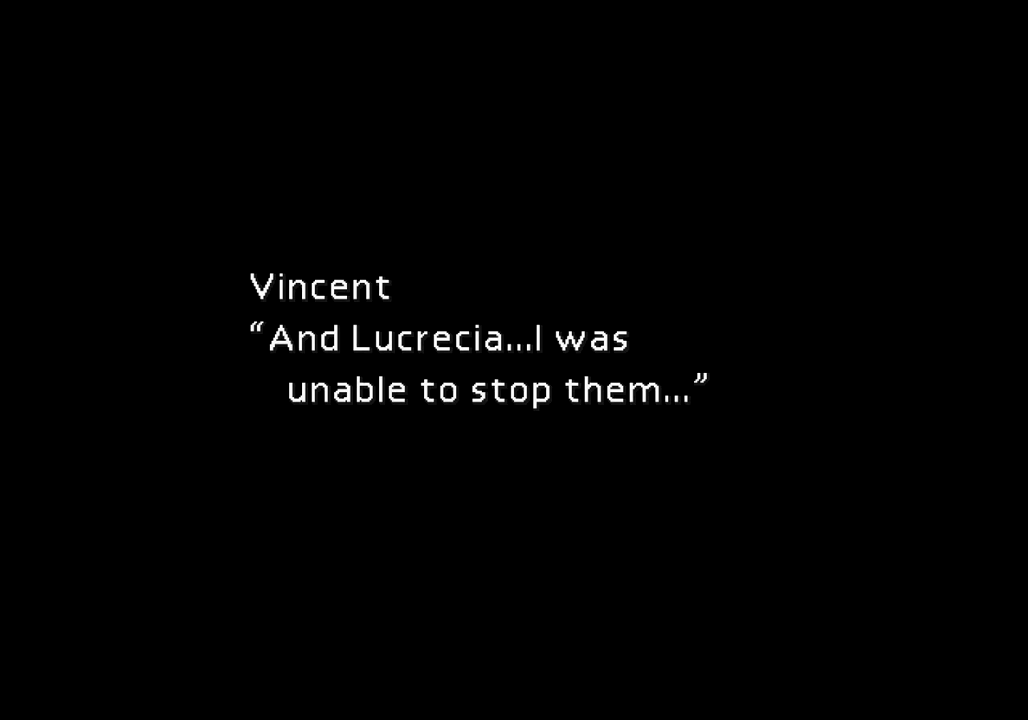 Vincent
“And Lucrecia...I was
unable to stop them...”